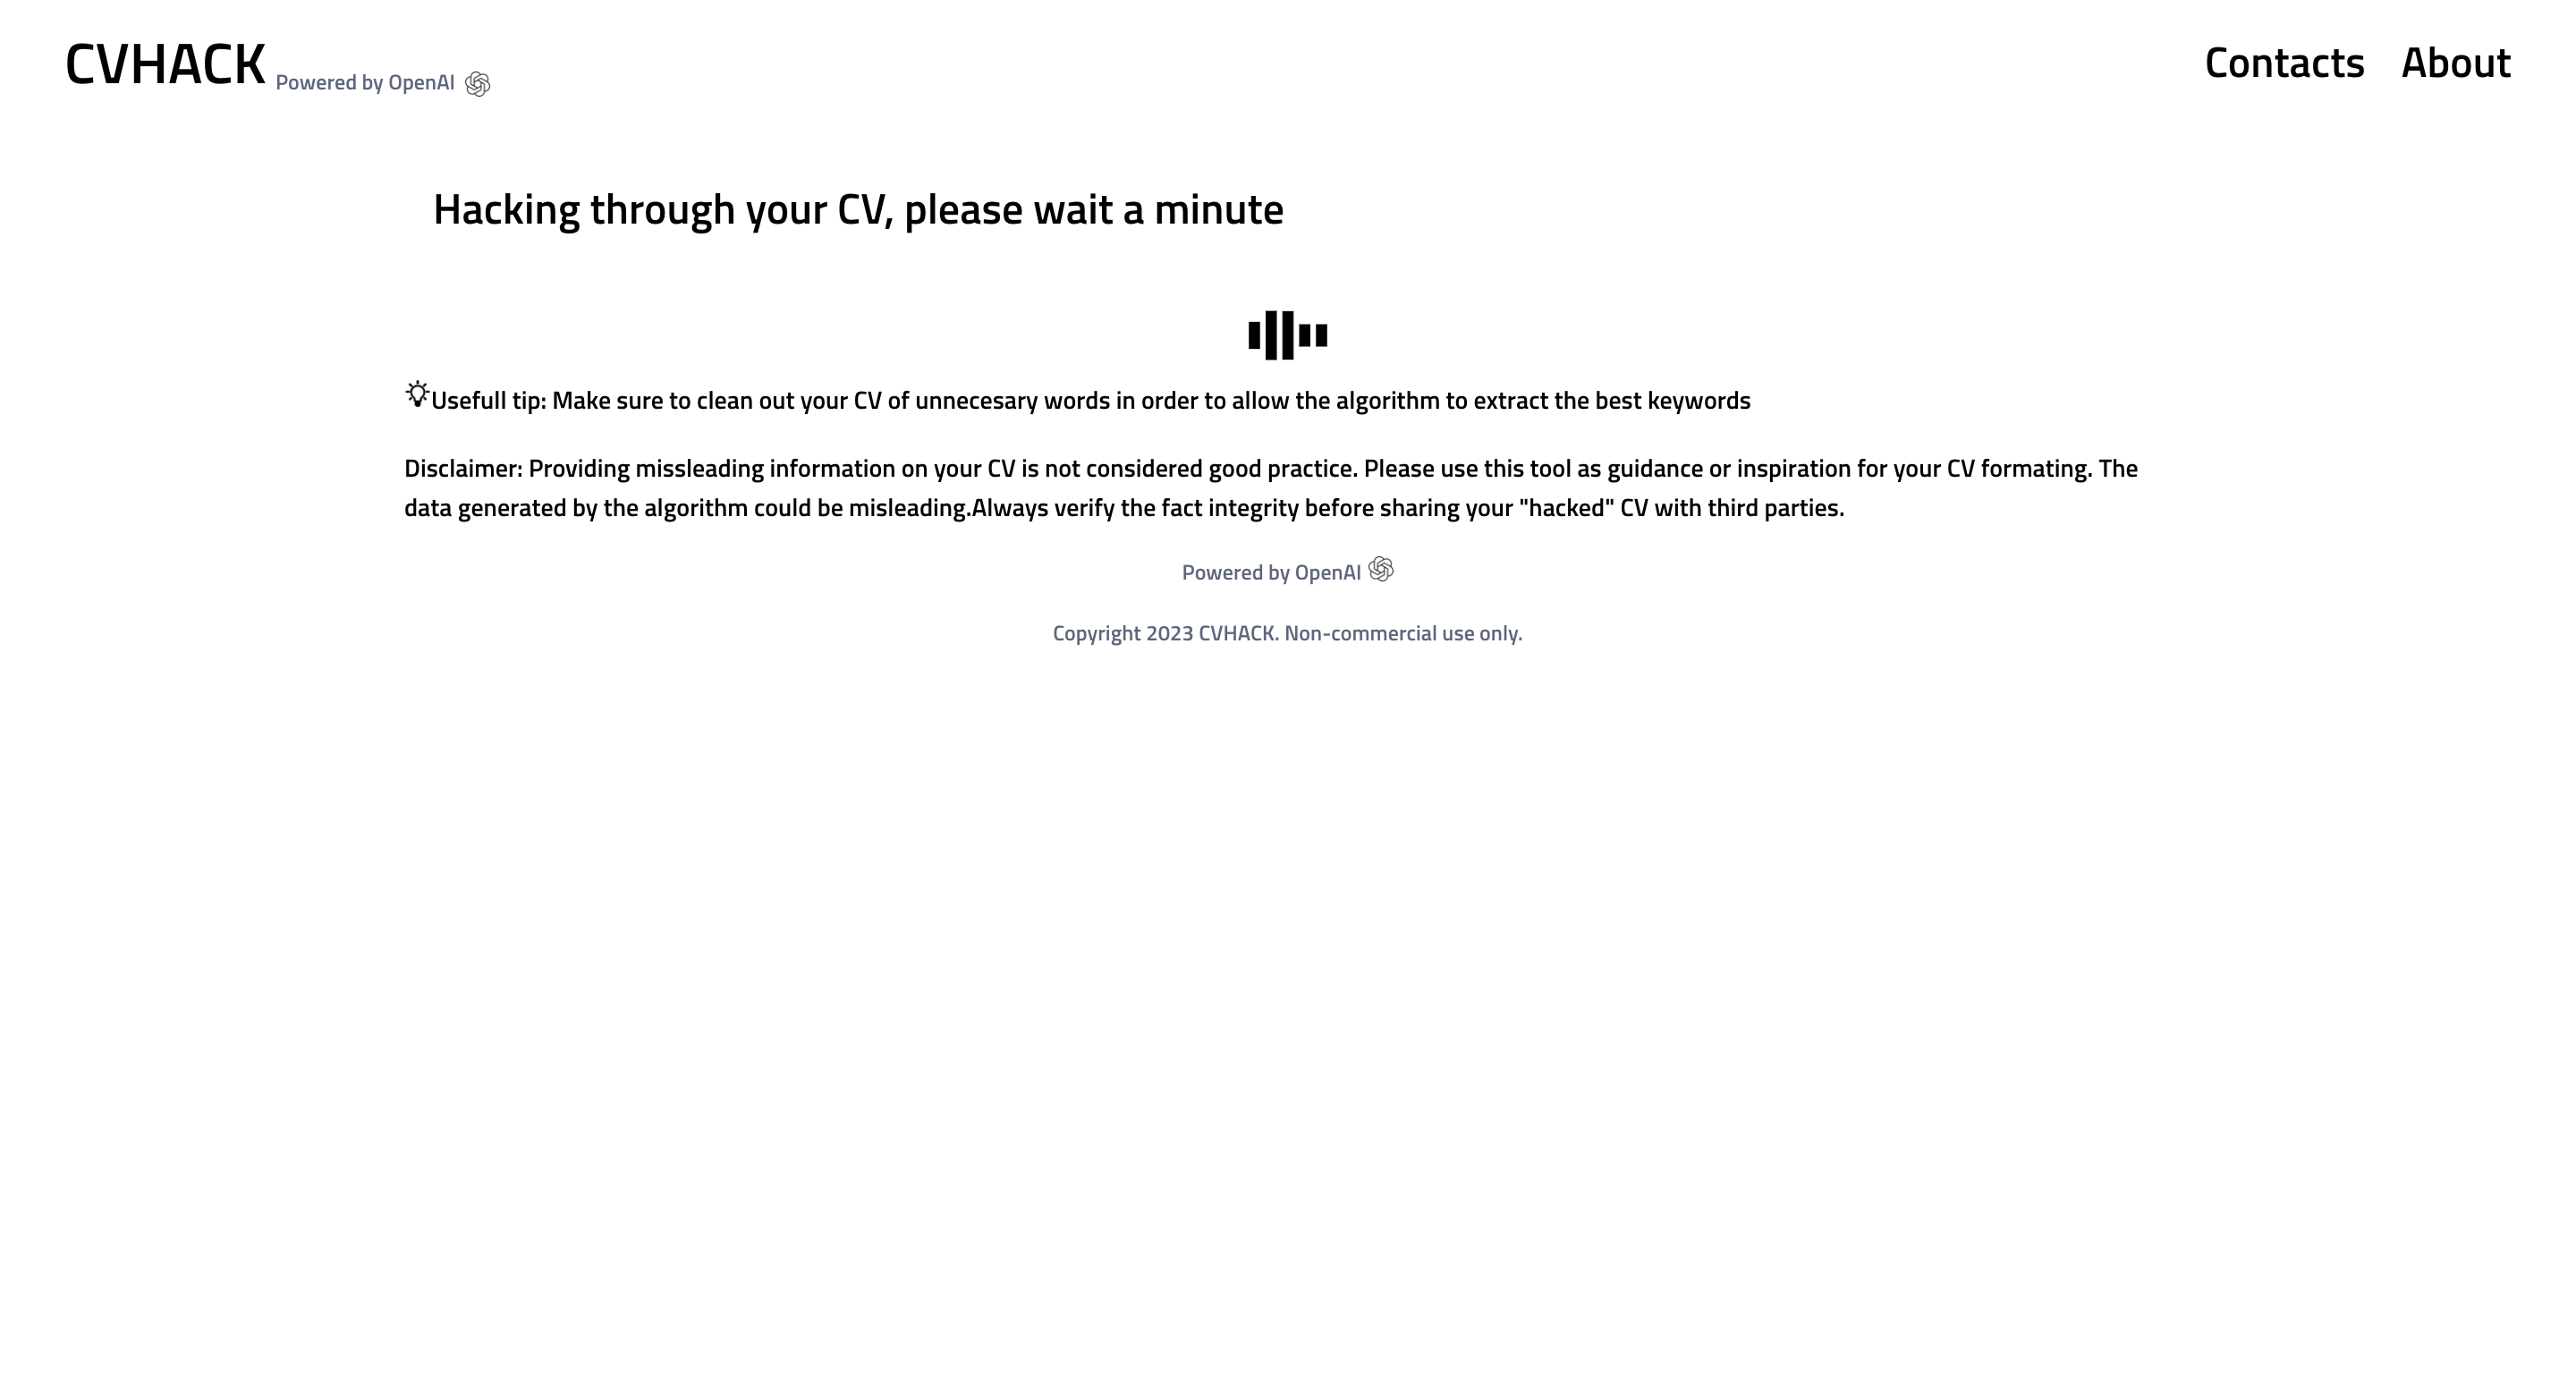 CVHACK Powered by OpenAI
Contacts About
Hacking through your CV, please wait a minute
Usefull tip: Make sure to clean out your CV of unnecesary words in order to allow the algorithm to extract the best keywords
Disclaimer: Providing missleading information on your CV is not considered good practice. Please use this tool as guidance or inspiration for your CV formating. The
data generated by the algorithm could be misleading.Always verify the fact integrity before sharing your "hacked" CV with third parties.
Powered by OpenAI
Copyright 2023 CVHACK. Non-commercial use only.